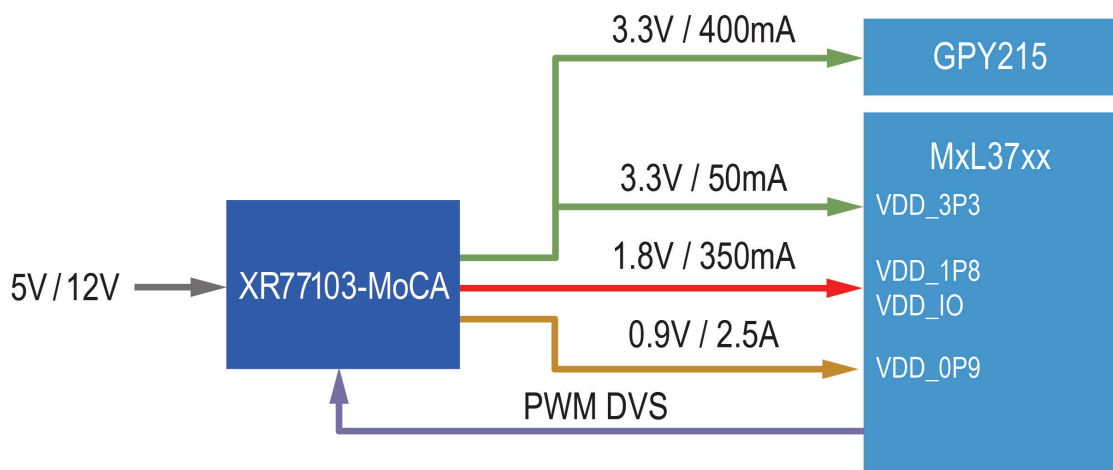 3.3V / 400mA
GPY215
MxL37xx
3.3V / 50mA
VDD_3P3
5V / 12V
XR77103-MoCA
1.8V / 350mA
VDD_1P8
VDD_IO
0.9V / 2.5A
VDD_0P9
PWM DVS